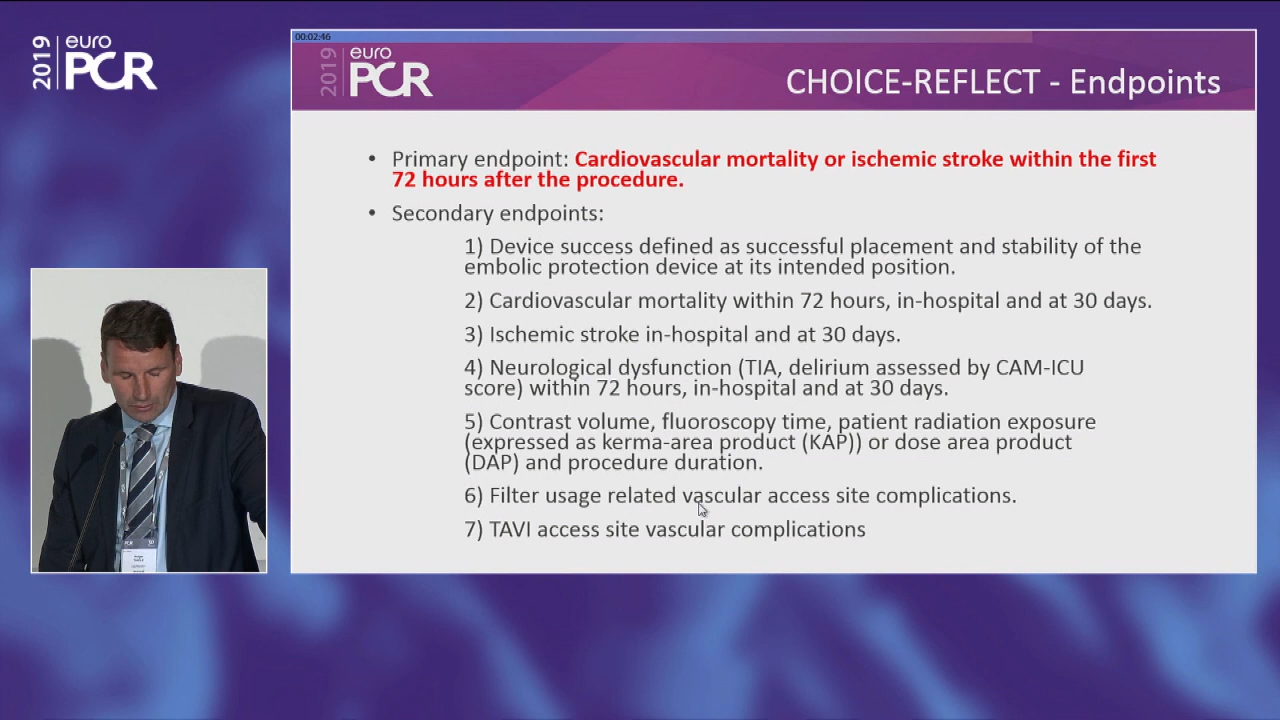 2019
euro
PCR
00:02:46
2019
euro
PCR
CHOICE-REFLECT - Endpoints
• Primary endpoint: Cardiovascular mortality or ischemic stroke within the first
72 hours after the procedure.
• Secondary endpoints:
1) Device success defined as successful placement and stability of the
embolic protection device at its intended position.
2) Cardiovascular mortality within 72 hours, in-hospital and at 30 days.
3) Ischemic stroke in-hospital and at 30 days.
4) Neurological dysfunction (TIA, delirium assessed by CAM-ICU
score) within 72 hours, in-hospital and at 30 days.
5) Contrast volume, fluoroscopy time, patient radiation exposure
(expressed as kerma-area product (KAP)) or dose area product
(DAP) and procedure duration.
6) Filter usage related vascular access site complications.
7) TAVI access site vascular complications
PCR